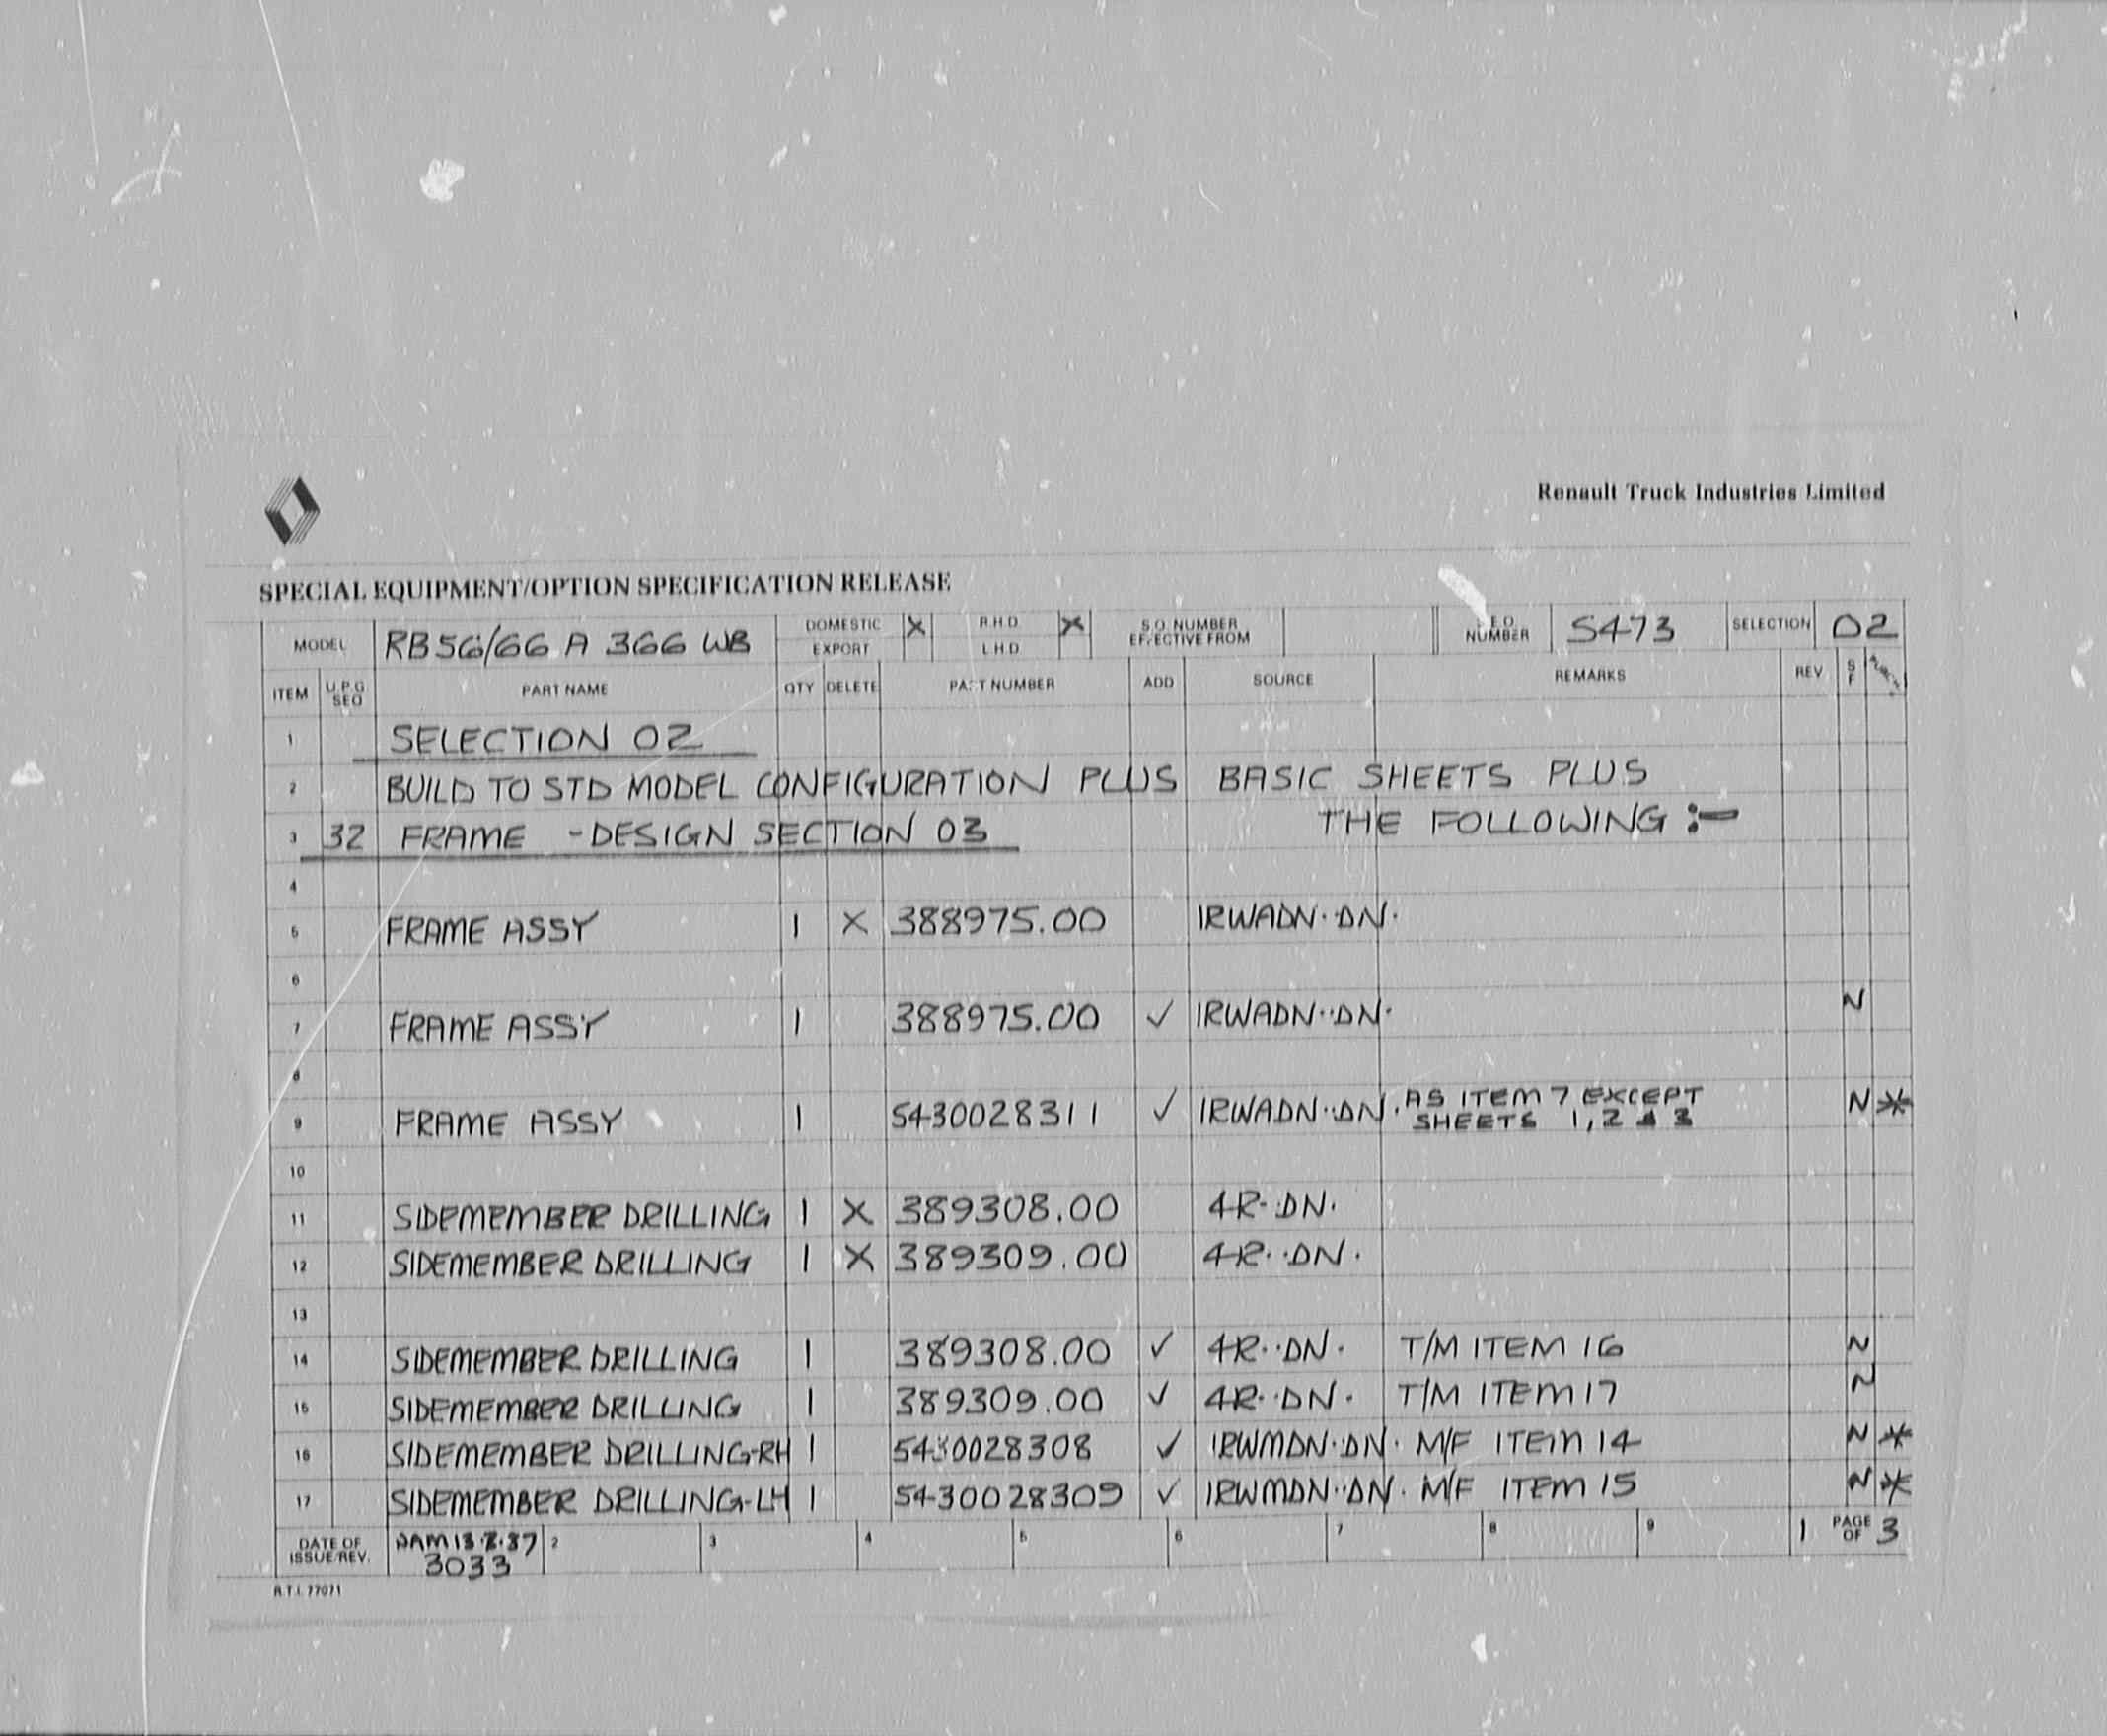 Renault Truck Industries Limited
SPECIAL EQUIPMENT/OPTION SPECIFICATION RELEASE
MODEL RB56/66 A 366 WB DOMESTIC X R.H.D. X S.O. NUMBER EFFECTIVE FROM E.O. NUMBER S473 SELECTION 02
EXPORT L.H.D.
ITEM U.P.G SEQ PART NAME QTY DELETE PART NUMBER ADD SOURCE REMARKS REV S F
1 SELECTION 02
2 BUILD TO STD MODEL CONFIGURATION PLUS BASIC SHEETS PLUS
3 32 FRAME - DESIGN SECTION 03 THE FOLLOWING :-
4
5 FRAME ASSY 1 X 388975.00 IRWADN··DN·
6
7 FRAME ASSY 1 388975.00 ✓ IRWADN··DN· N
8
9 FRAME ASSY 1 5430028311 ✓ IRWADN··DN· AS ITEM 7 EXCEPT SHEETS 1,2 & 3 N *
10
11 SIDEMEMBER DRILLING 1 X 389308.00 4R··DN·
12 SIDEMEMBER DRILLING 1 X 389309.00 4R··DN·
13
14 SIDEMEMBER DRILLING 1 389308.00 ✓ 4R··DN· T/M ITEM 16 N
15 SIDEMEMBER DRILLING 1 389309.00 ✓ 4R··DN· T/M ITEM 17 N
16 SIDEMEMBER DRILLING-RH 1 5430028308 ✓ IRWMDN··DN· M/F ITEM 14 N *
17 SIDEMEMBER DRILLING-LH 1 5430028309 ✓ IRWMDN··DN· M/F ITEM 15 N *
DATE OF ISSUE/REV. 3033 2 3 4 5 6 7 8 9 1 PAGE OF 3
R.T.I. 77071